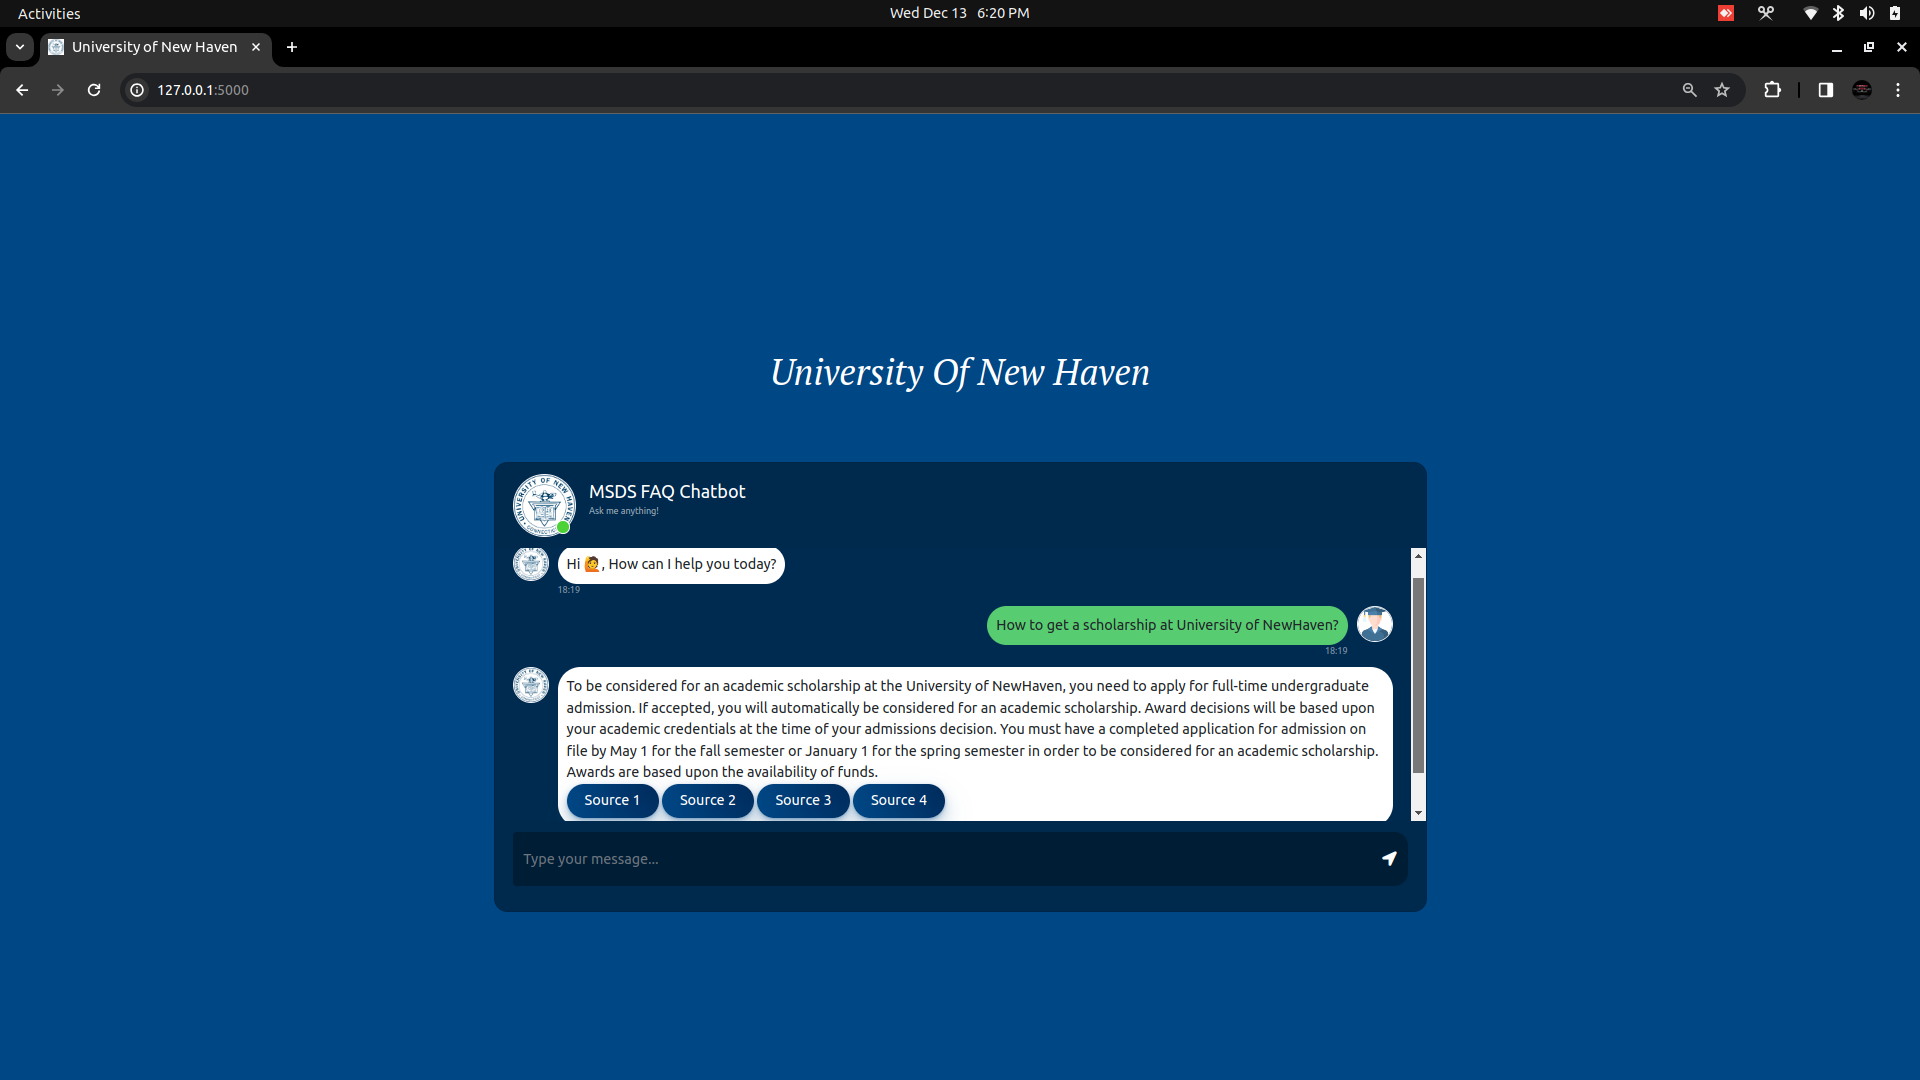 Activities
Wed Dec 13 6:20 PM
University of New Haven
127.0.0.1:5000
University Of New Haven
UNIVERSITY OF NEW HAVEN
MSDS FAQ Chatbot
Ask me anything!
Hi 🙋, How can I help you today?
18:19
How to get a scholarship at University of NewHaven?
18:19
To be considered for an academic scholarship at the University of NewHaven, you need to apply for full-time undergraduate
admission. If accepted, you will automatically be considered for an academic scholarship. Award decisions will be based upon
your academic credentials at the time of your admissions decision. You must have a completed application for admission on
file by May 1 for the fall semester or January 1 for the spring semester in order to be considered for an academic scholarship.
Awards are based upon the availability of funds.
Source 1 Source 2 Source 3 Source 4
Type your message...